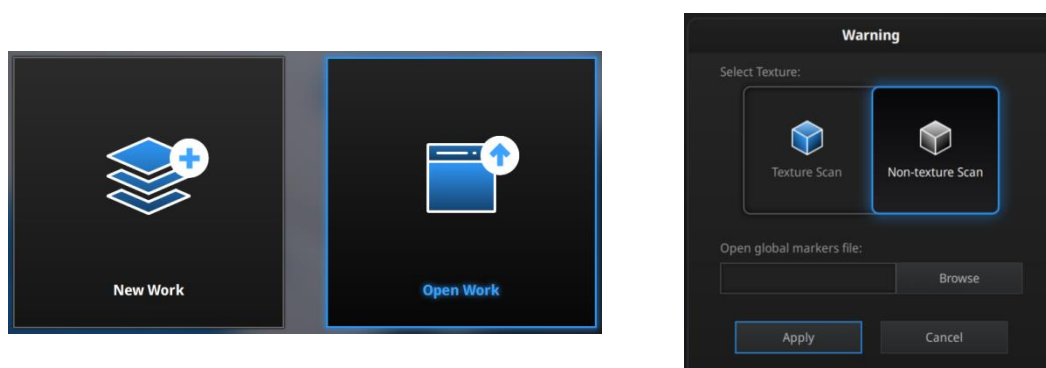 New Work
Open Work
Warning
Select Texture:
Texture Scan
Non-texture Scan
Open global markers file:
Browse
Apply
Cancel